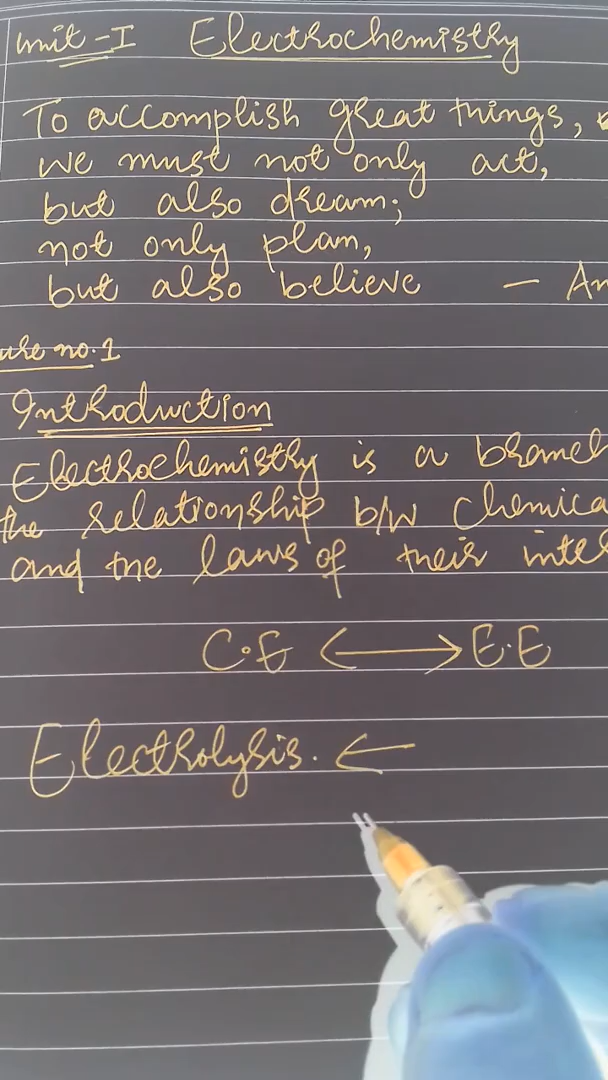 Unit-I Electrochemistry
To accomplish great things,
we must not only act,
but also dream;
not only plan,
but also believe –
no.1
Introduction
Electrochemistry is a
the relationship b/w
and the laws of their
C.E ⟷ E.E
Electrolysis. ←